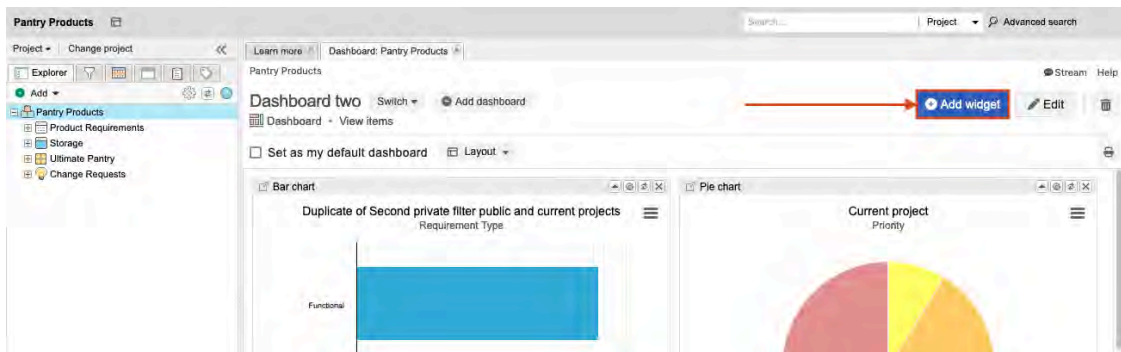 Pantry Products
Search... Project Advanced search
Project Change project
Learn more Dashboard: Pantry Products
Explorer
Add
Pantry Products
Product Requirements
Storage
Ultimate Pantry
Change Requests
Pantry Products
Stream Help
Dashboard two Switch Add dashboard
Add widget Edit
Dashboard - View items
Set as my default dashboard Layout
Bar chart
Duplicate of Second private filter public and current projects
Requirement Type
Functional
Pie chart
Current project
Priority